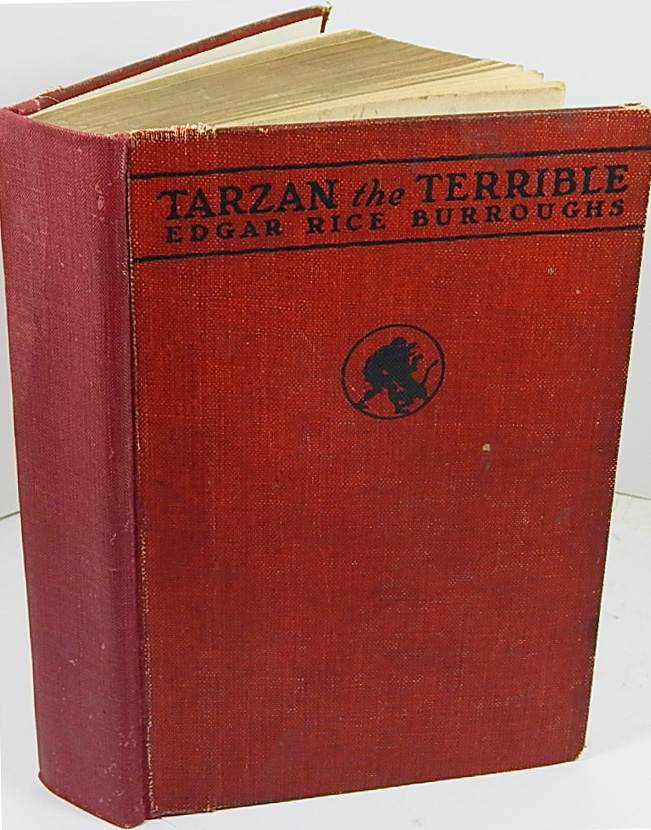 TARZAN the TERRIBLE
EDGAR RICE BURROUGHS